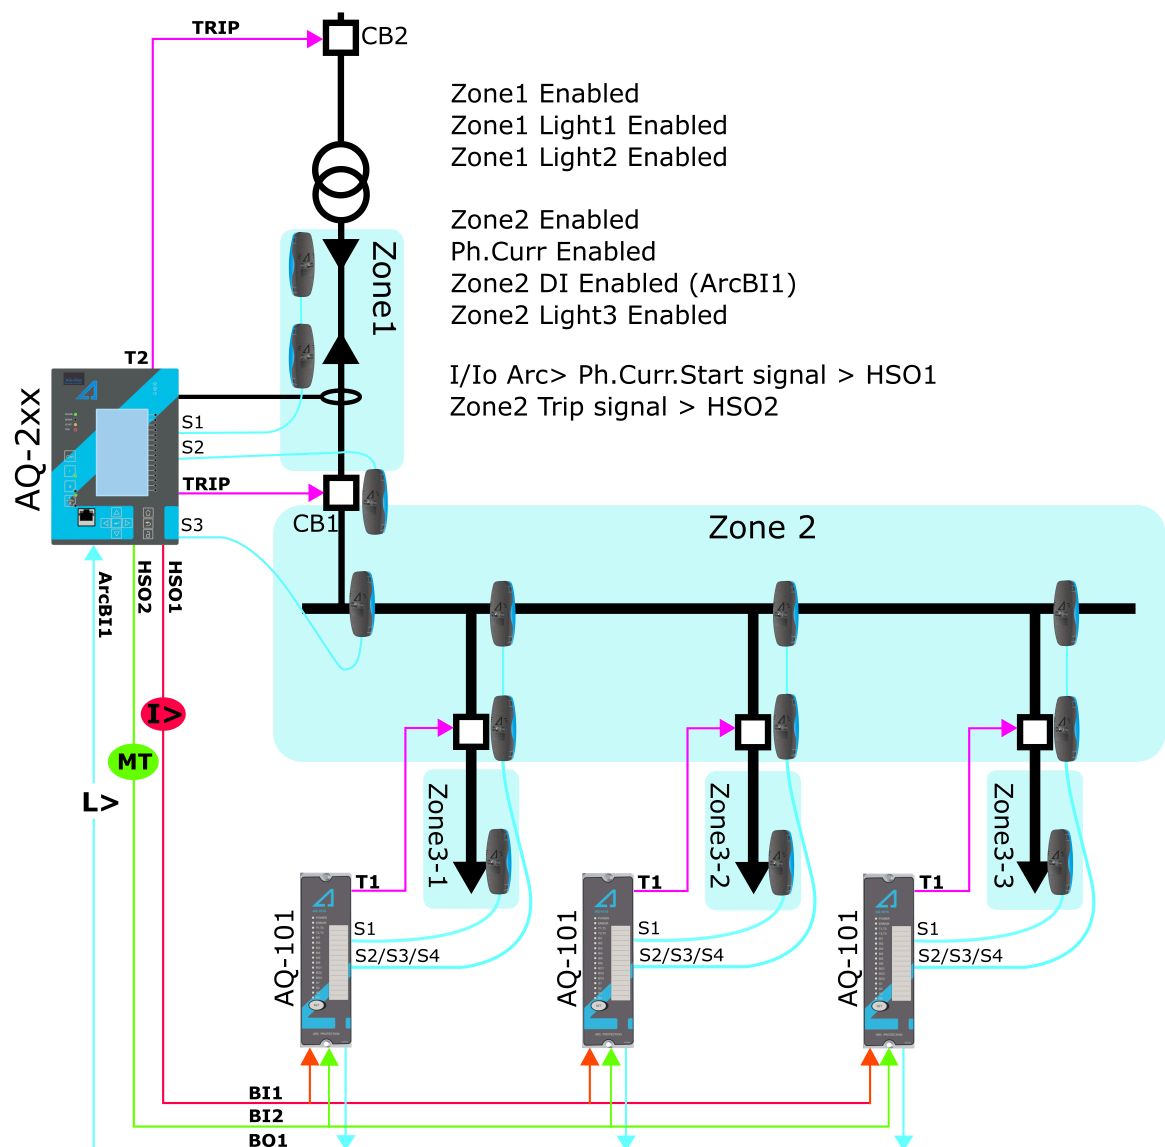 TRIP
CB2
Zone1 Enabled
Zone1 Light1 Enabled
Zone1 Light2 Enabled
Zone2 Enabled
Ph.Curr Enabled
Zone2 DI Enabled (ArcBI1)
Zone2 Light3 Enabled
I/Io Arc> Ph.Curr.Start signal > HSO1
Zone2 Trip signal > HSO2
Zone1
T2
AQ-2xx
S1
S2
TRIP
S3
CB1
Zone 2
ArcBI1
HSO2
HSO1
I>
MT
L>
Zone3-1
Zone3-2
Zone3-3
T1
T1
T1
AQ-101
S1
S2/S3/S4
AQ-101
S1
S2/S3/S4
AQ-101
S1
S2/S3/S4
BI1
BI2
BO1